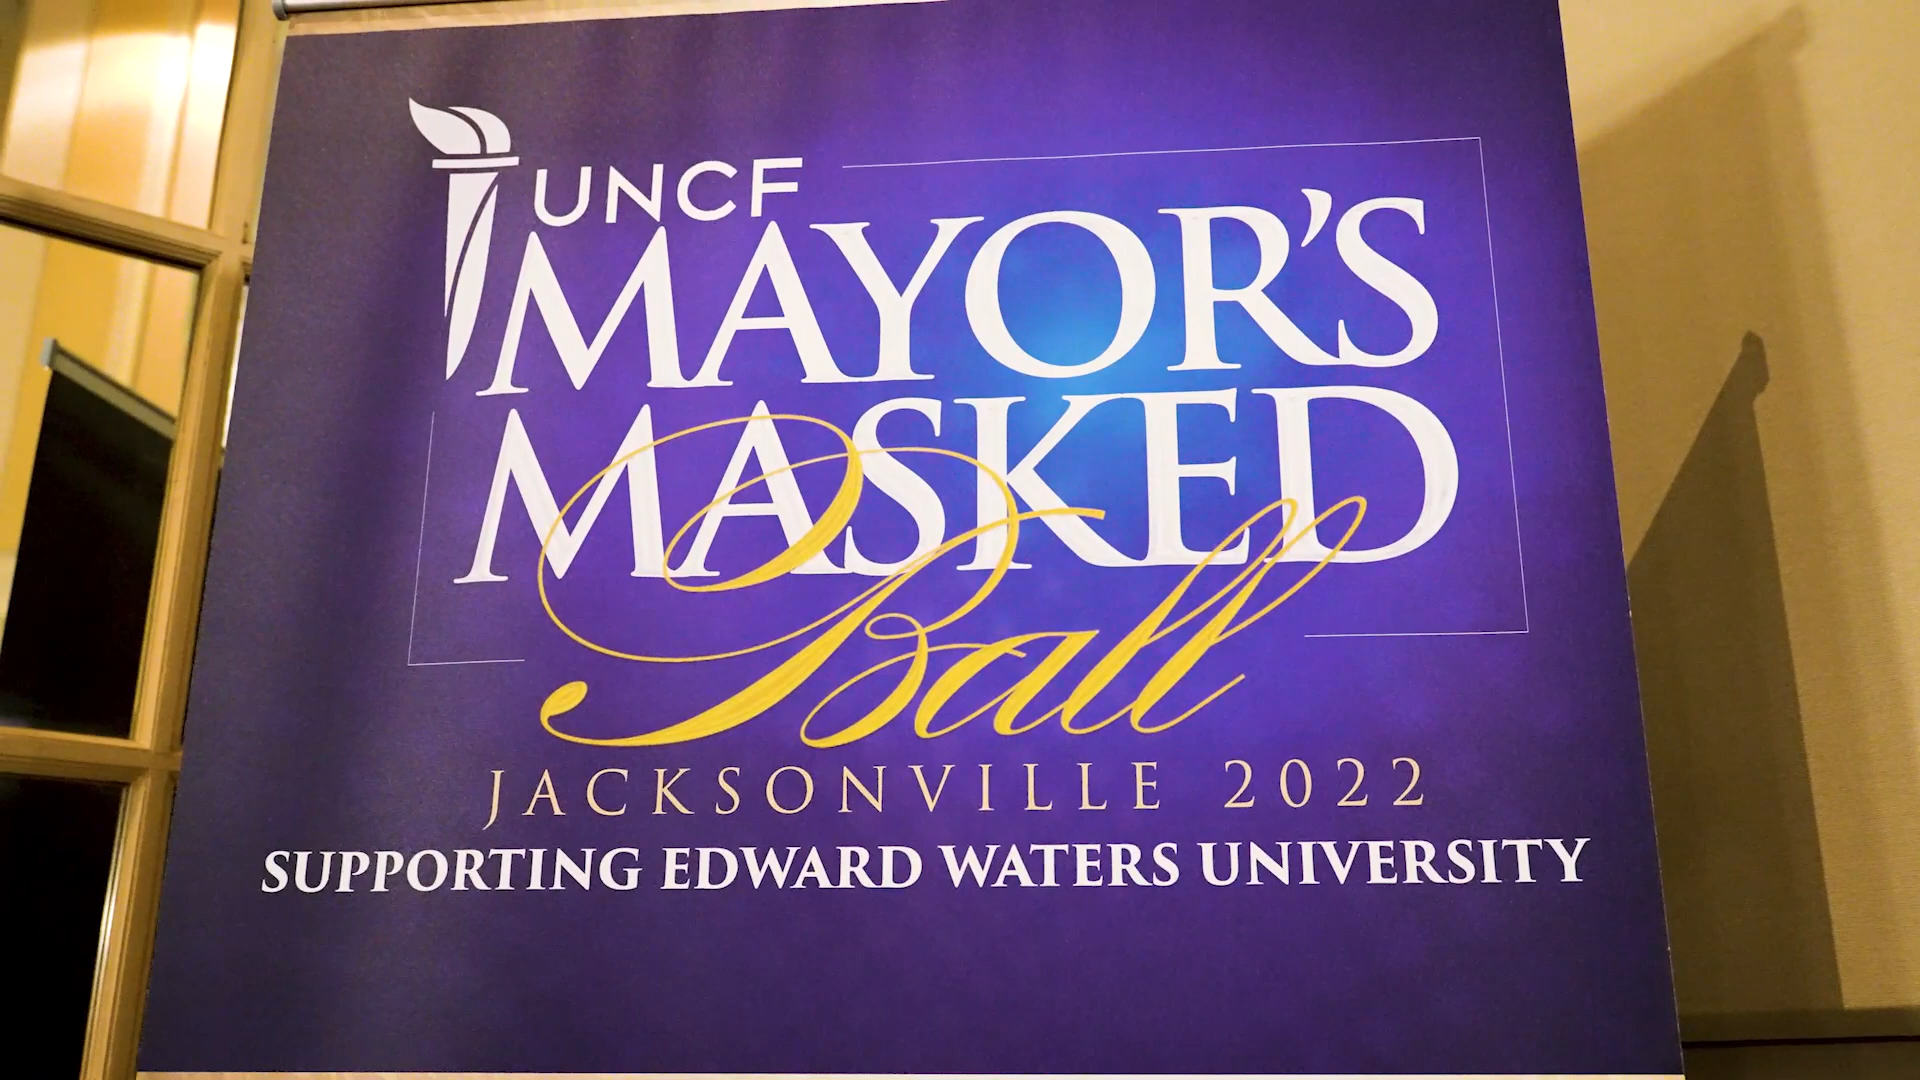 UNCF
MAYOR'S
MASKED
Ball
JACKSONVILLE 2022
SUPPORTING EDWARD WATERS UNIVERSITY